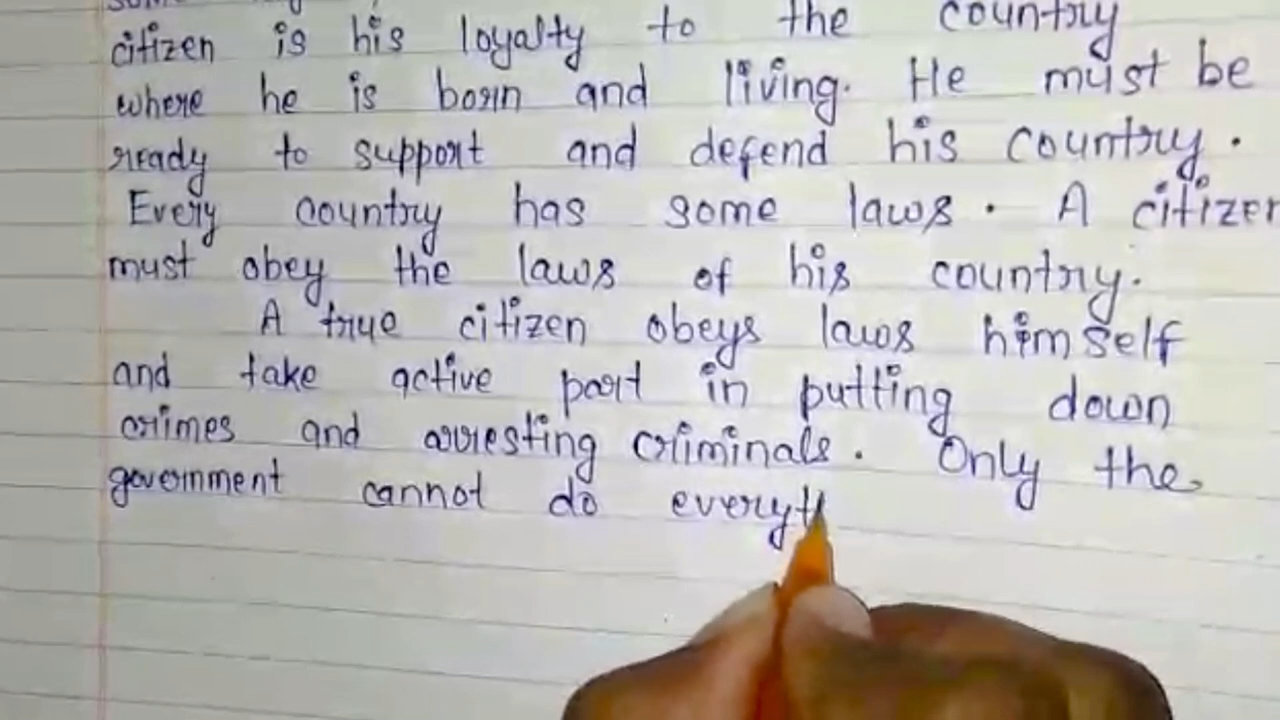 citizen is his loyalty to the country
where he is born and living. He must be
ready to support and defend his country.
Every country has some laws. A citizen
must obey the laws of his country.
A true citizen obeys laws himself
and take active part in putting down
crimes and arresting criminals. Only the
government cannot do everyth